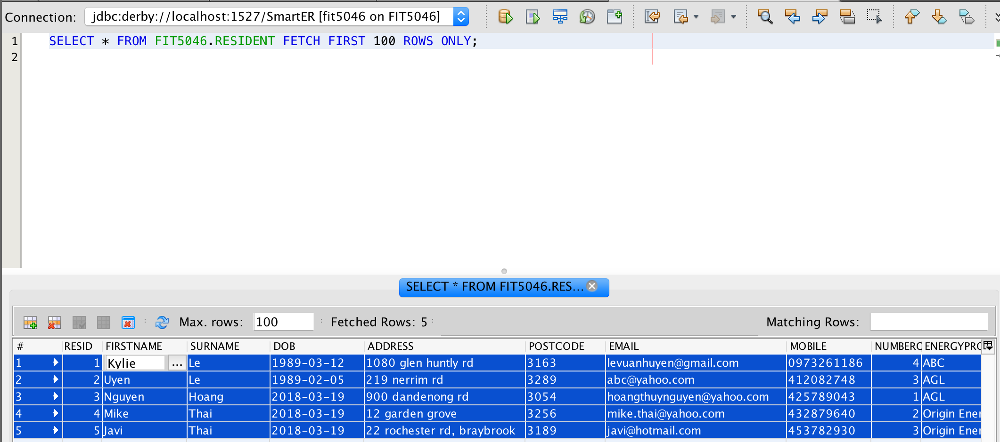 Connection: jdbc:derby://localhost:1527/SmartER [fit5046 on FIT5046]
1 SELECT * FROM FIT5046.RESIDENT FETCH FIRST 100 ROWS ONLY;
2
SELECT * FROM FIT5046.RES...
Max. rows: 100 Fetched Rows: 5 Matching Rows:
# RESID FIRSTNAME SURNAME DOB ADDRESS POSTCODE EMAIL MOBILE NUMBERO ENERGYPRO
1 1 Kylie ... Le 1989-03-12 1080 glen huntly rd 3163 levuanhuyen@gmail.com 0973261186 4 ABC
2 2 Uyen Le 1989-02-05 219 nerrim rd 3289 abc@yahoo.com 412082748 3 AGL
3 3 Nguyen Hoang 2018-03-19 900 dandenong rd 3054 hoangthuynguyen@yahoo.com 425789043 1 AGL
4 4 Mike Thai 2018-03-19 12 garden grove 3256 mike.thai@yahoo.com 432879640 2 Origin Ener
5 5 Javi Thai 2018-03-19 22 rochester rd, braybrook 3189 javi@hotmail.com 453782930 3 Origin Ener